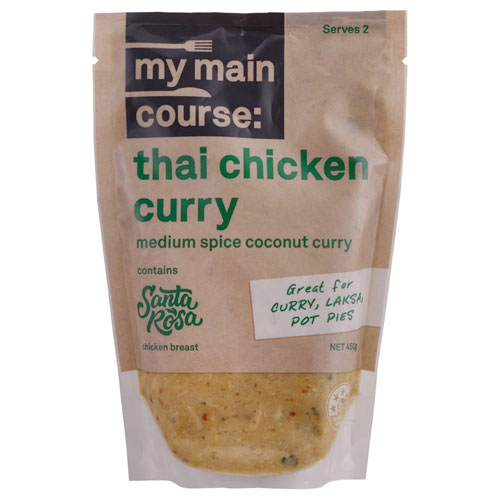 Serves 2
my main
course:
thai chicken
curry
medium spice coconut curry
contains
Santa
Rosa
chicken breast
Great for
CURRY, LAKSA,
POT PIES
NET 450g